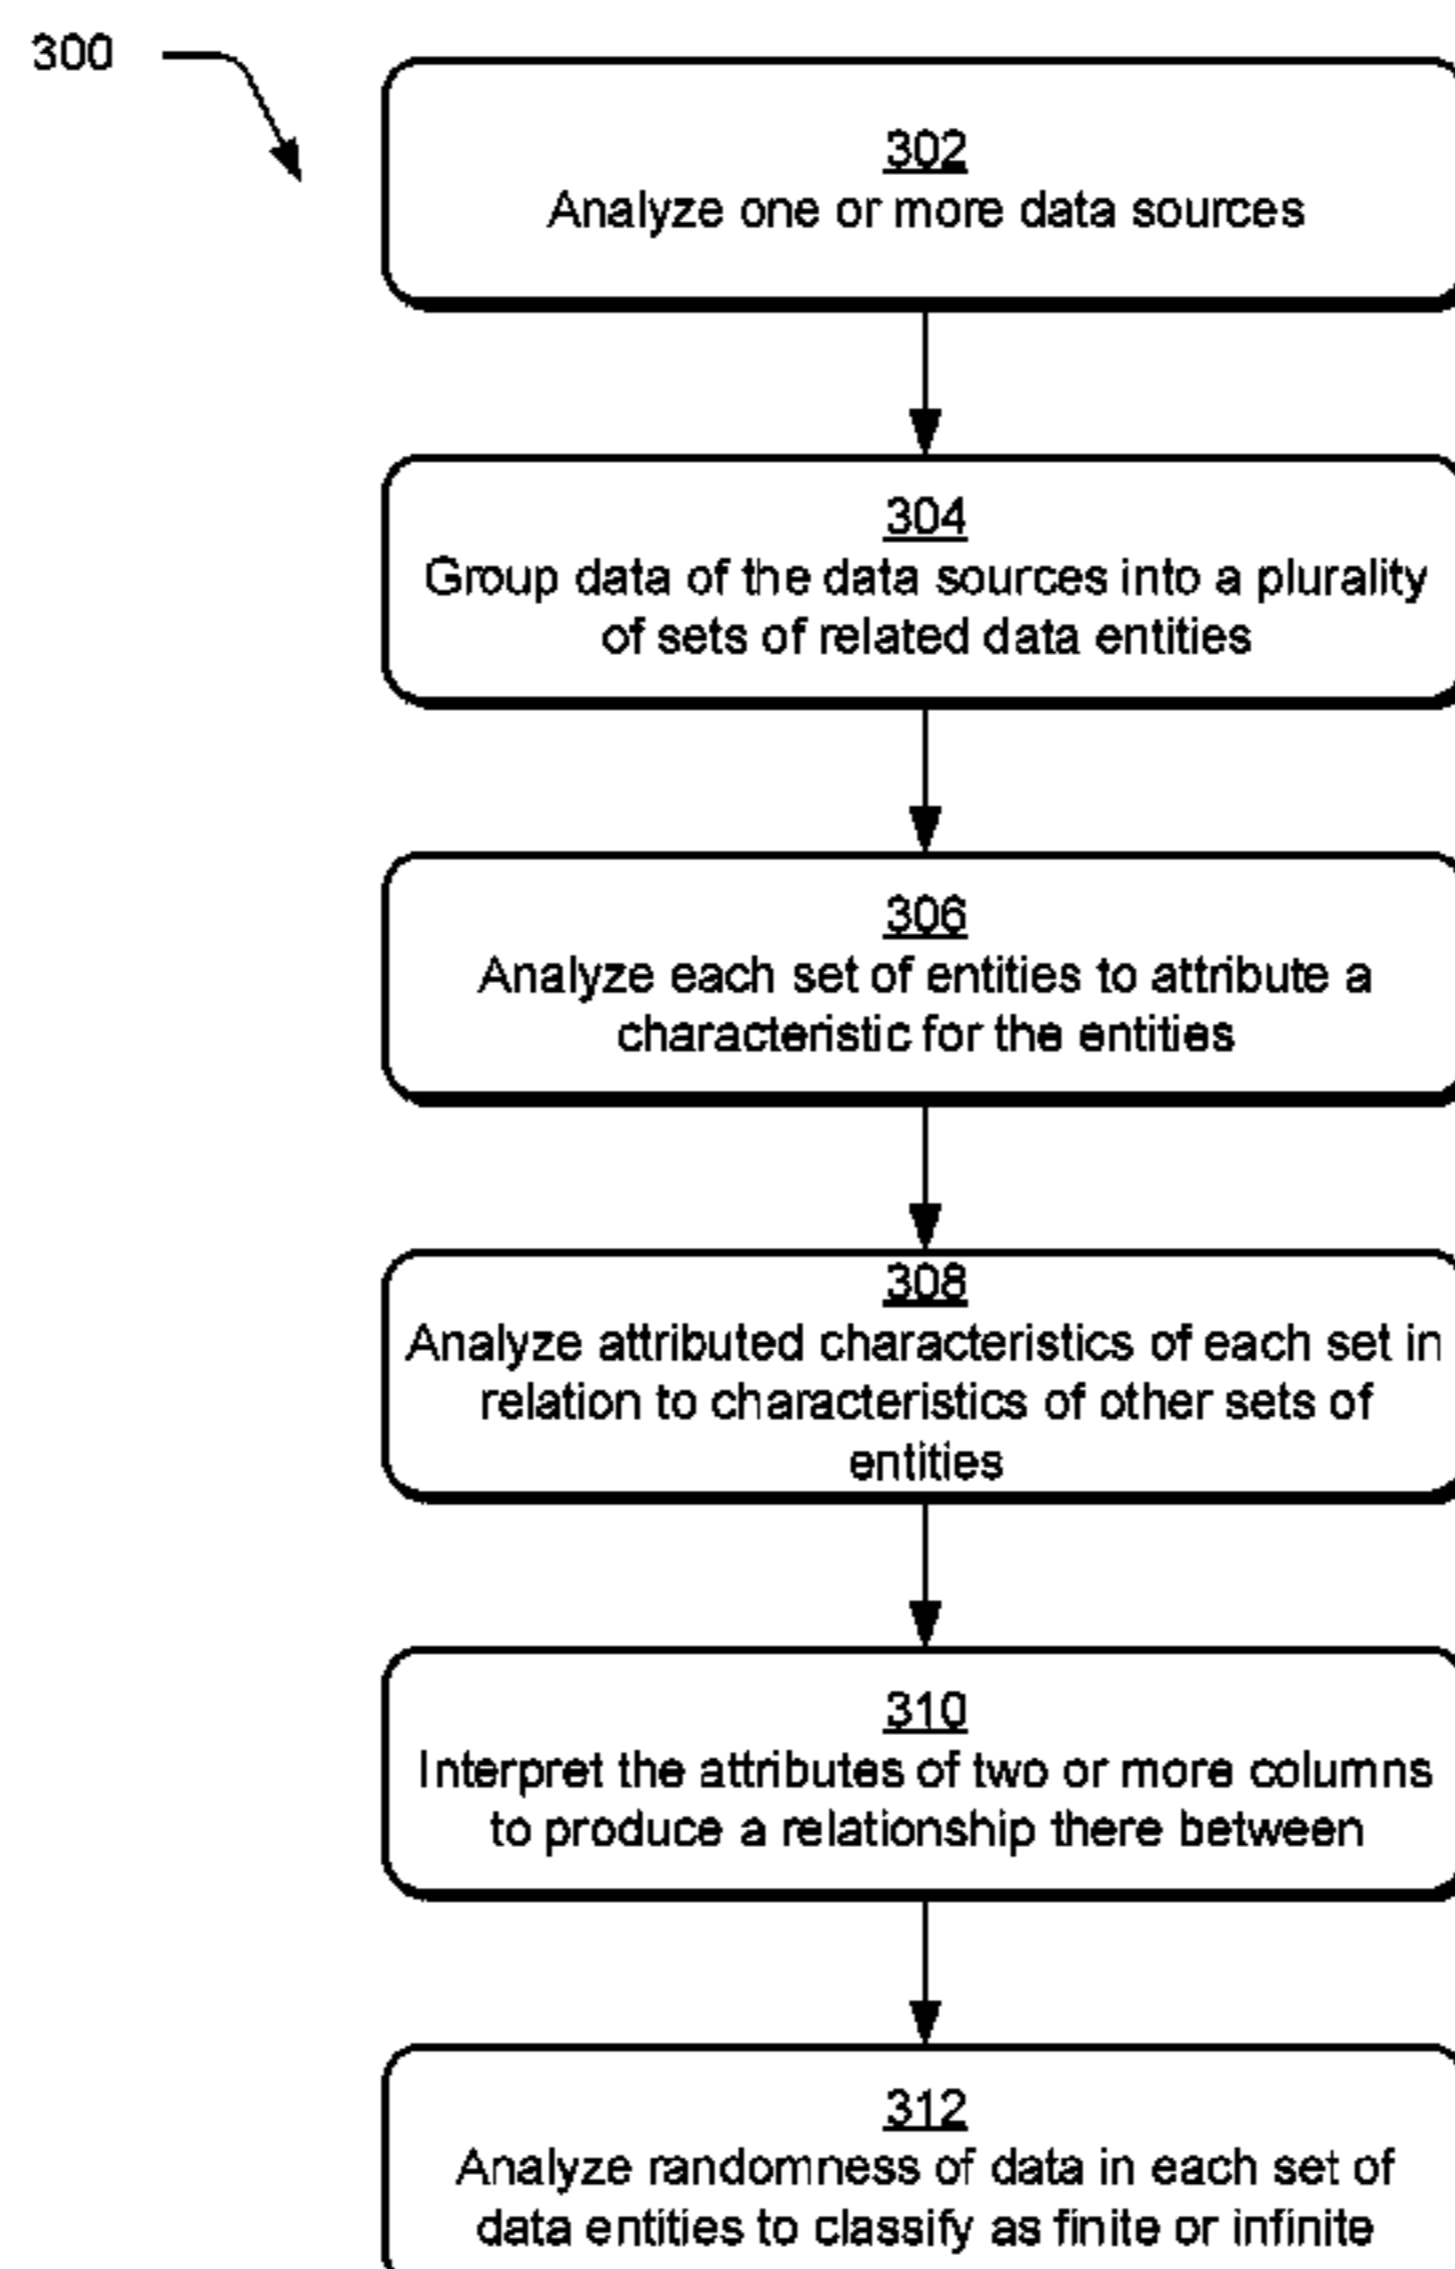 300
302
Analyze one or more data sources
304
Group data of the data sources into a plurality
of sets of related data entities
306
Analyze each set of entities to attribute a
characteristic for the entities
308
Analyze attributed characteristics of each set in
relation to characteristics of other sets of
entities
310
Interpret the attributes of two or more columns
to produce a relationship there between
312
Analyze randomness of data in each set of
data entities to classify as finite or infinite